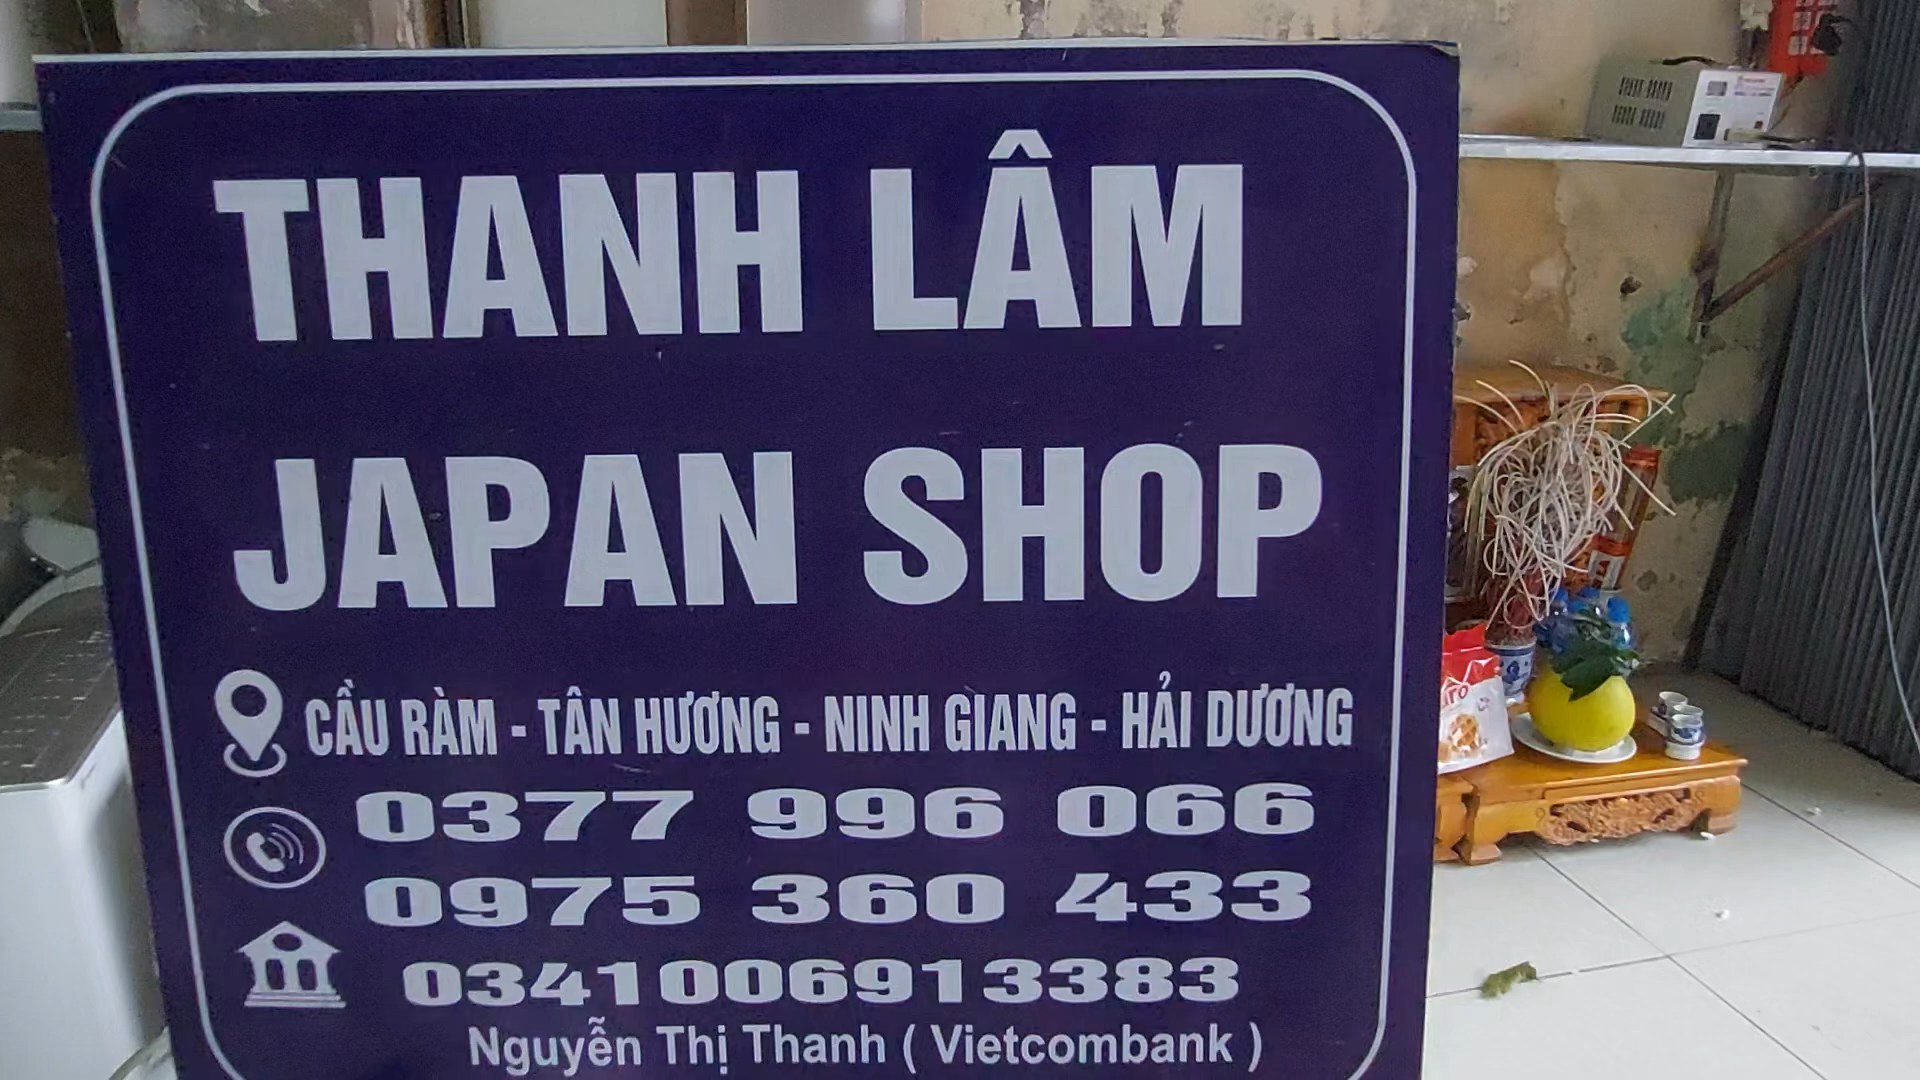 THANH LÂM
JAPAN SHOP
CẦU RÀM - TÂN HƯƠNG - NINH GIANG - HẢI DƯƠNG
0377 996 066
0975 360 433
0341006913383
Nguyễn Thị Thanh ( Vietcombank )